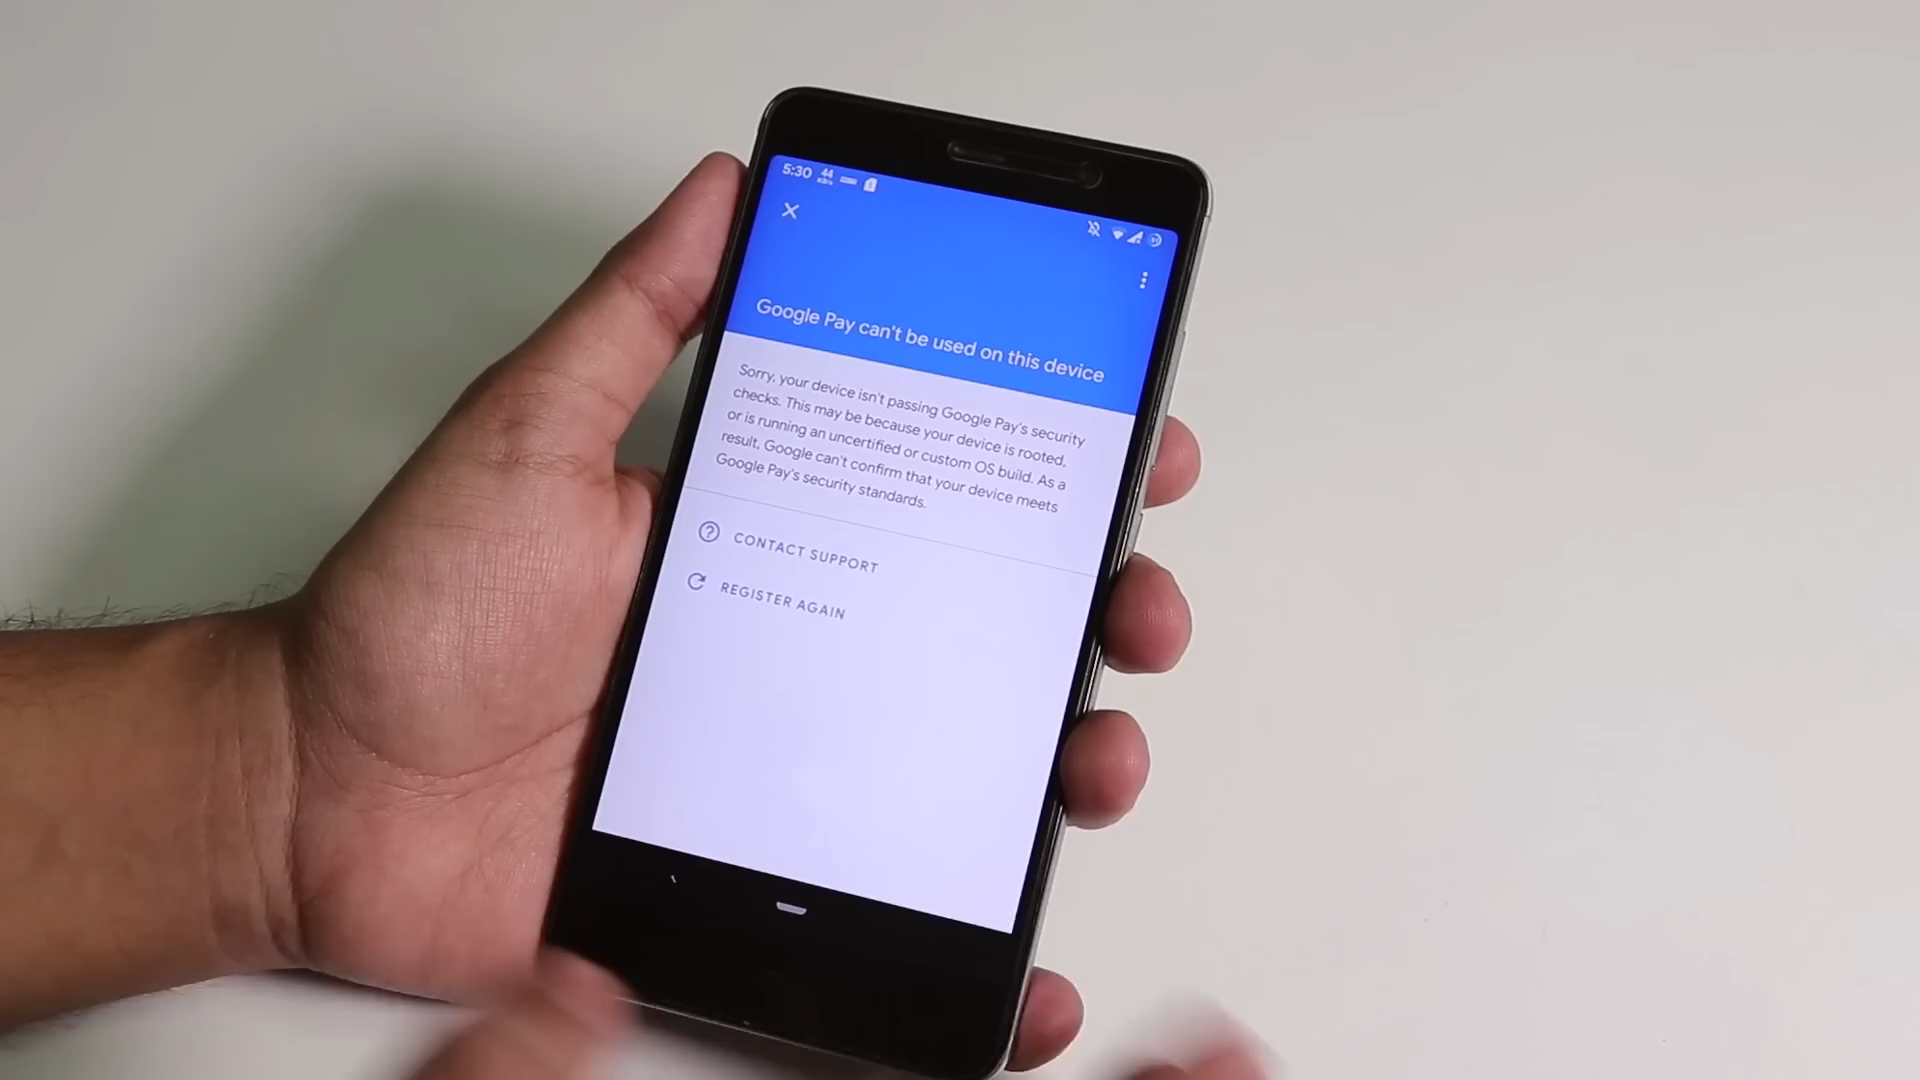 5:30 44
Google Pay can't be used on this device
Sorry, your device isn't passing Google Pay's security
checks. This may be because your device is rooted,
or is running an uncertified or custom OS build. As a
result, Google can't confirm that your device meets
Google Pay's security standards.
CONTACT SUPPORT
REGISTER AGAIN